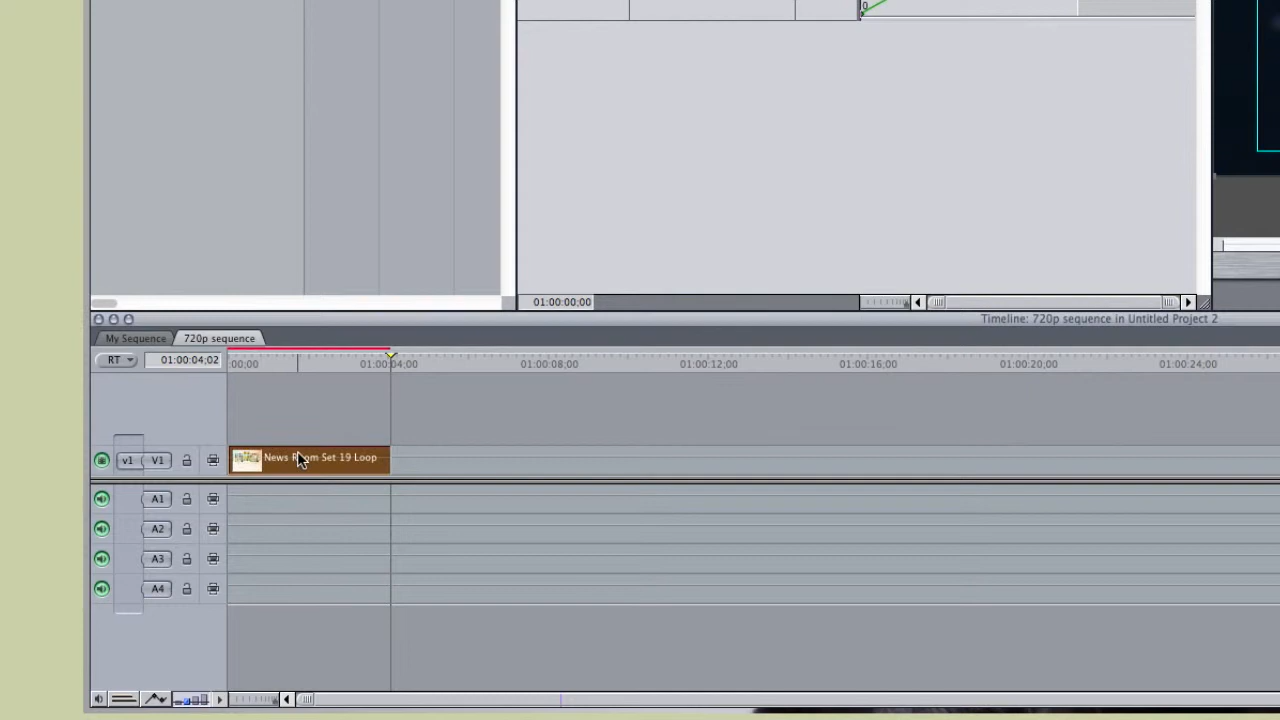 0
01:00:00;00
Timeline: 720p sequence in Untitled Project 2
My Sequence 720p sequence
RT 01:00:04;02 :00;00 01:00:04;00 01:00:08;00 01:00:12;00 01:00:16;00 01:00:20;00 01:00:24;00
v1 V1 News Room Set 19 Loop
A1
A2
A3
A4